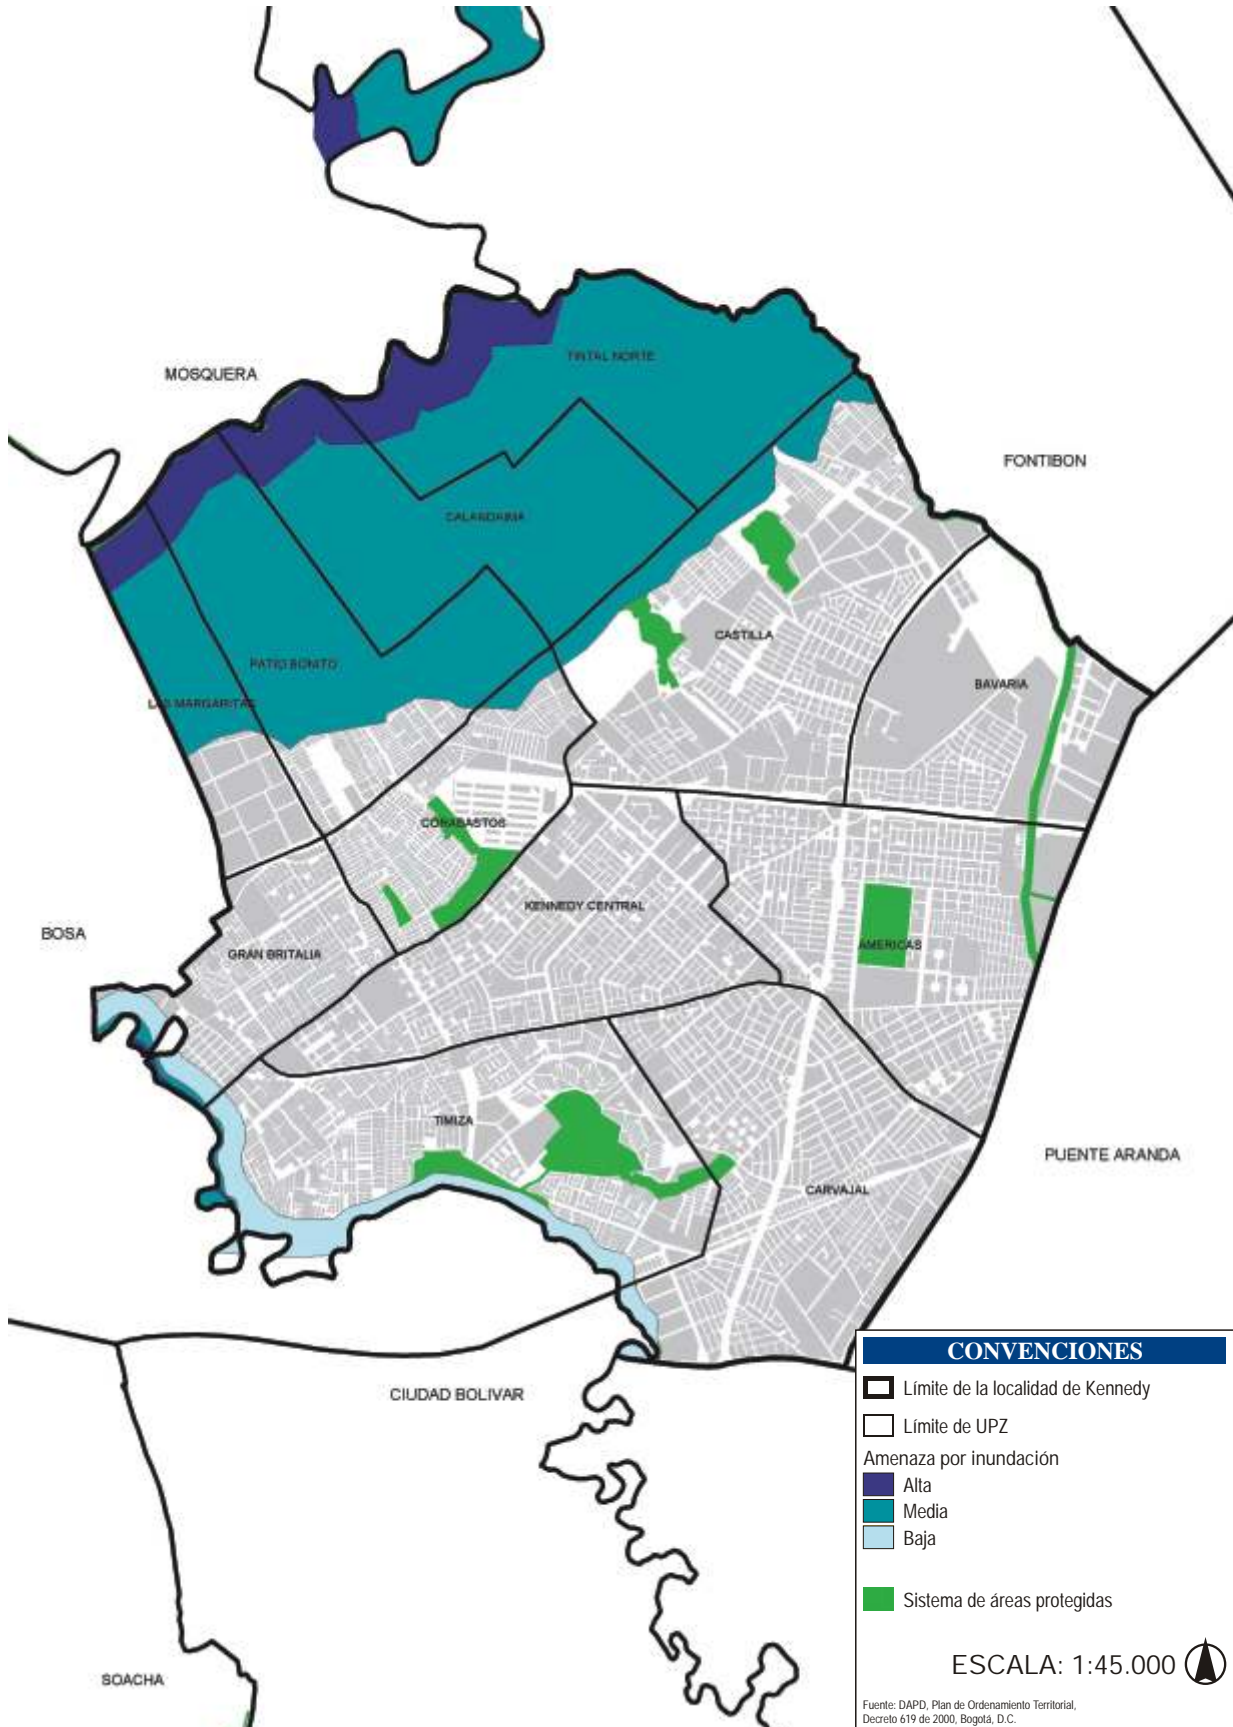 TINTAL NORTE
MOSQUERA
FONTIBON
CALANDAIMA
CASTILLA
PATIO BONITO
BAVARIA
LAS MARGARITAS
CORABASTOS
KENNEDY CENTRAL
BOSA
AMERICAS
GRAN BRITALIA
TIMIZA
PUENTE ARANDA
CARVAJAL
CIUDAD BOLIVAR
SOACHA
CONVENCIONES
Límite de la localidad de Kennedy
Límite de UPZ
Amenaza por inundación
Alta
Media
Baja
Sistema de áreas protegidas
ESCALA: 1:45.000
Fuente: DAPD, Plan de Ordenamiento Territorial,
Decreto 619 de 2000, Bogotá, D.C.